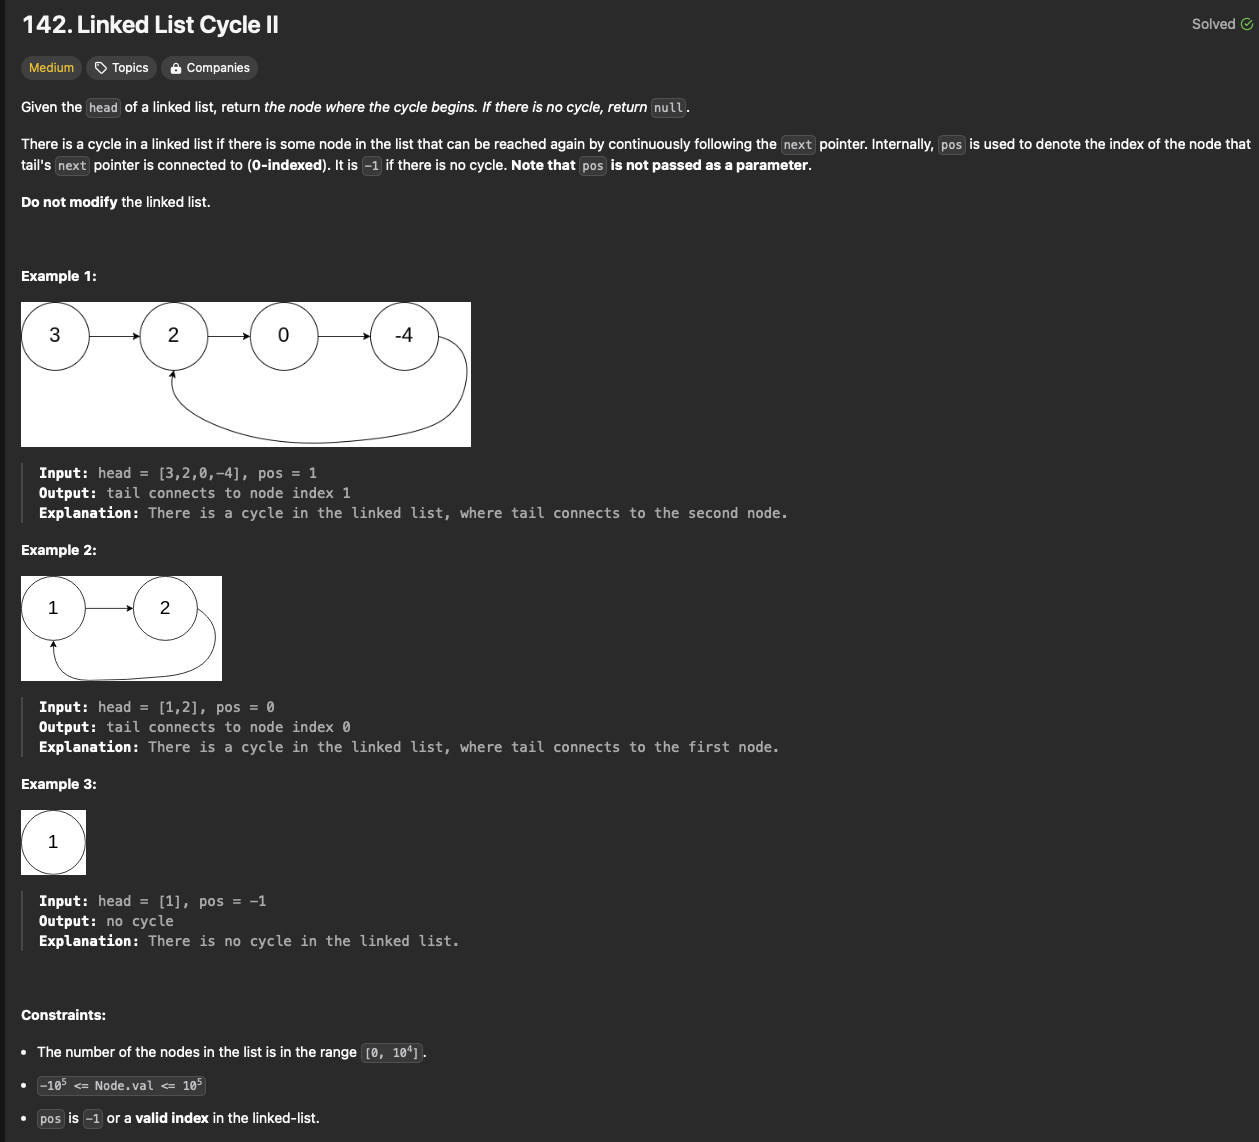 142. Linked List Cycle II
Solved
Medium Topics Companies
Given the head of a linked list, return the node where the cycle begins. If there is no cycle, return null.
There is a cycle in a linked list if there is some node in the list that can be reached again by continuously following the next pointer. Internally, pos is used to denote the index of the node that
tail's next pointer is connected to (0-indexed). It is -1 if there is no cycle. Note that pos is not passed as a parameter.
Do not modify the linked list.
Example 1:
3 2 0 -4
Input: head = [3,2,0,-4], pos = 1
Output: tail connects to node index 1
Explanation: There is a cycle in the linked list, where tail connects to the second node.
Example 2:
1 2
Input: head = [1,2], pos = 0
Output: tail connects to node index 0
Explanation: There is a cycle in the linked list, where tail connects to the first node.
Example 3:
1
Input: head = [1], pos = -1
Output: no cycle
Explanation: There is no cycle in the linked list.
Constraints:
• The number of the nodes in the list is in the range [0, 10⁴].
• -10⁵ <= Node.val <= 10⁵
• pos is -1 or a valid index in the linked-list.